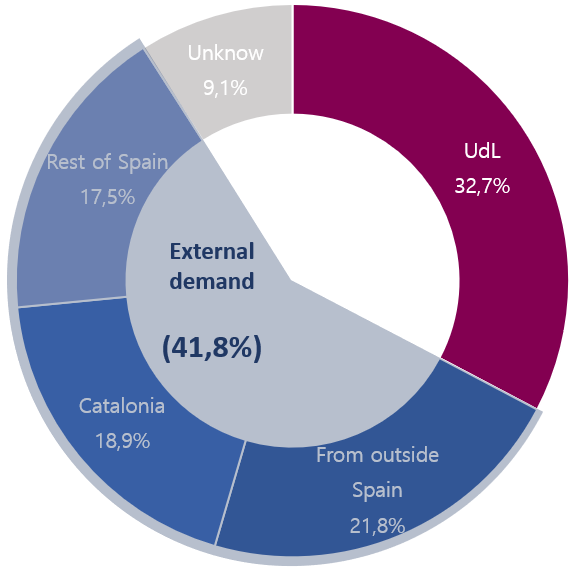 Unknow
9,1%
UdL
32,7%
Rest of Spain
17,5%
External
demand
(41,8%)
Catalonia
18,9%
From outside
Spain
21,8%